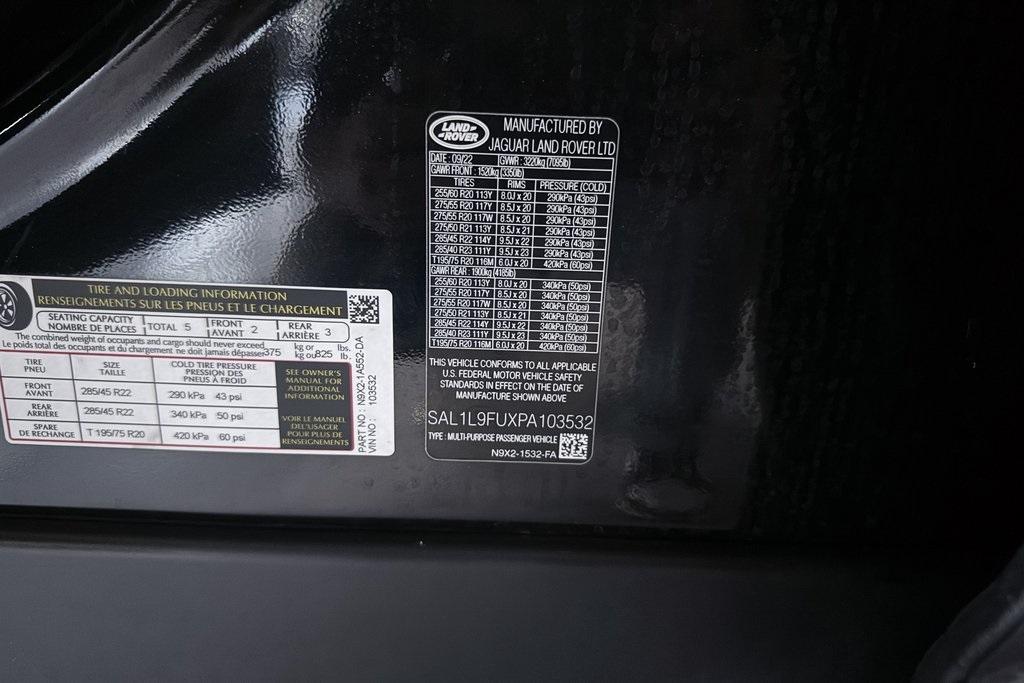 TIRE AND LOADING INFORMATION
RENSEIGNEMENTS SUR LES PNEUS ET LE CHARGEMENT
SEATING CAPACITY
NOMBRE DE PLACES
TOTAL 5
FRONT
AVANT 2
REAR
ARRIÈRE 3
The combined weight of occupants and cargo should never exceed 375 kg or 825 lbs.
Le poids total des occupants et du chargement ne doit jamais dépasser kg ou lb.
TIRE
PNEU
SIZE
TAILLE
COLD TIRE PRESSURE
PRESSION DES
PNEUS À FROID
FRONT
AVANT
285/45 R22
290 kPa 43 psi
REAR
ARRIÈRE
285/45 R22
340 kPa 50 psi
SPARE
DE RECHANGE
T 195/75 R20
420 kPa 60 psi
SEE OWNER'S
MANUAL FOR
ADDITIONAL
INFORMATION
VOIR LE MANUEL
DEL'USAGER
POUR PLUS DE
RENSEIGNEMENTS
PART NO : N9X2-1A552-DA
VIN NO : 103532
LAND-
-ROVER
MANUFACTURED BY
JAGUAR LAND ROVER LTD
DATE : 09/22 GVWR : 3220kg (7095lb)
GAWR FRONT : 1520kg (3350lb)
TIRES RIMS PRESSURE (COLD)
255/60 R20 113Y 8.0J x 20 290kPa (43psi)
275/55 R20 117Y 8.5J x 20 290kPa (43psi)
275/55 R20 117W 8.5J x 20 290kPa (43psi)
275/50 R21 113Y 8.5J x 21 290kPa (43psi)
285/45 R22 114Y 9.5J x 22 290kPa (43psi)
285/40 R23 111Y 9.5J x 23 290kPa (43psi)
T195/75 R20 116M 6.0J x 20 420kPa (60psi)
GAWR REAR : 1900kg (4185lb)
255/60 R20 113Y 8.0J x 20 340kPa (50psi)
275/55 R20 117Y 8.5J x 20 340kPa (50psi)
275/55 R20 117W 8.5J x 20 340kPa (50psi)
275/50 R21 113Y 8.5J x 21 340kPa (50psi)
285/45 R22 114Y 9.5J x 22 340kPa (50psi)
285/40 R23 111Y 9.5J x 23 340kPa (50psi)
T195/75 R20 116M 6.0J x 20 420kPa (60psi)
THIS VEHICLE CONFORMS TO ALL APPLICABLE
U.S. FEDERAL MOTOR VEHICLE SAFETY
STANDARDS IN EFFECT ON THE DATE OF
MANUFACTURE SHOWN ABOVE
SAL1L9FUXPA103532
TYPE : MULTI-PURPOSE PASSENGER VEHICLE
N9X2-1532-FA